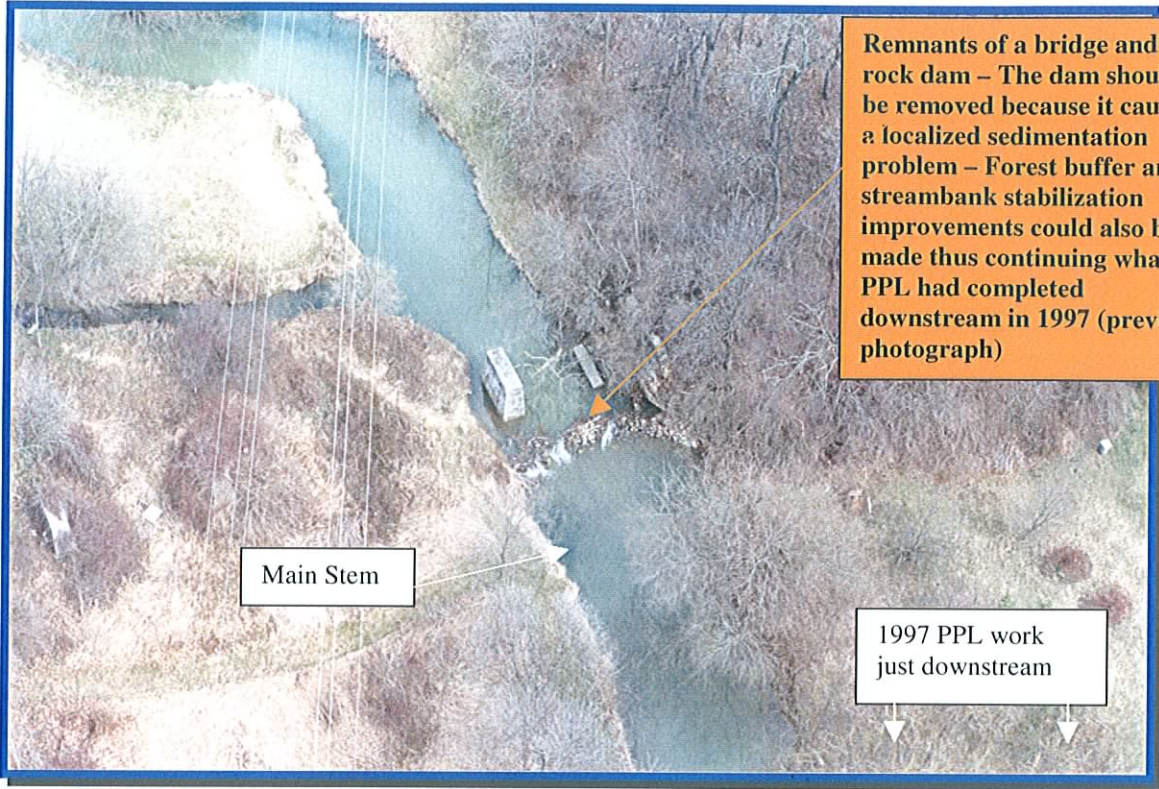 Remnants of a bridge and
rock dam – The dam shou
be removed because it cau
a localized sedimentation
problem – Forest buffer an
streambank stabilization
improvements could also b
made thus continuing wha
PPL had completed
downstream in 1997 (prev
photograph)
Main Stem
1997 PPL work
just downstream